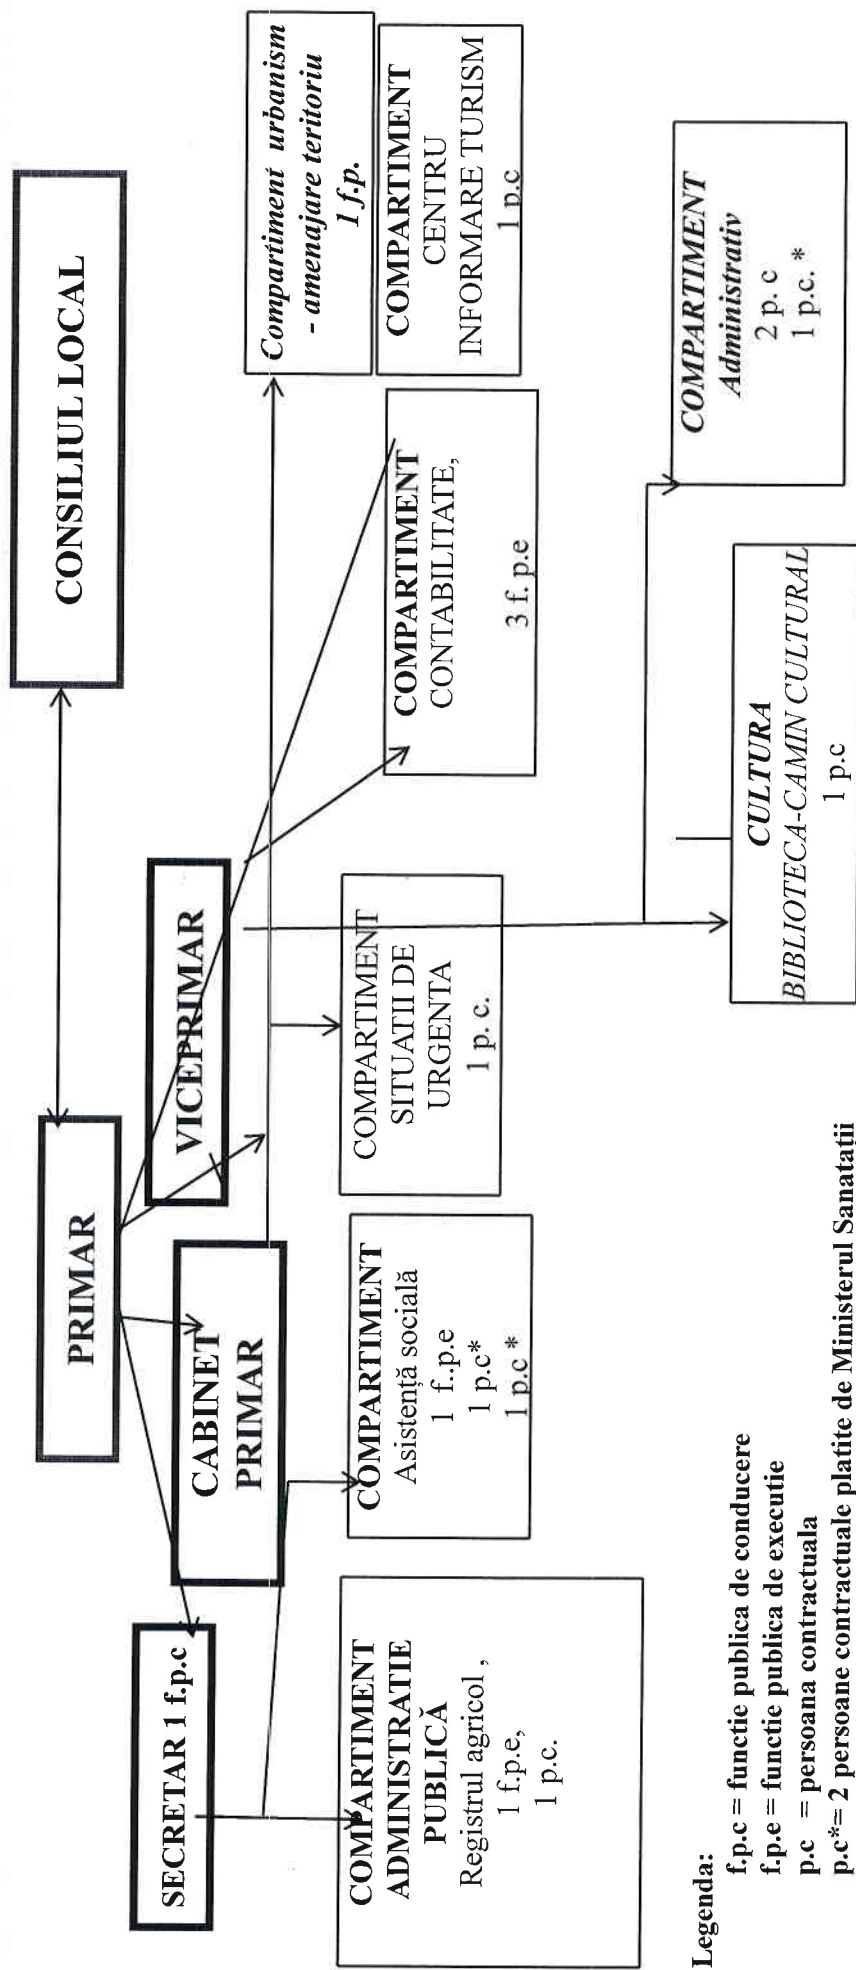 CONSILIUL LOCAL
PRIMAR
SECRETAR 1 f.p.c
CABINET
PRIMAR
VICEPRIMAR
Compartiment urbanism
- amenajare teritoriu
1 f.p.
COMPARTIMENT
ADMINISTRATIE
PUBLICĂ
Registrul agricol ,
1 f.p.e,
1 p.c.
COMPARTIMENT
Asistență socială
1 f..p.e
1 p.c*
1 p.c *
COMPARTIMENT
SITUATII DE
URGENTA
1 p. c.
COMPARTIMENT
CONTABILITATE,
3 f. p.e
COMPARTIMENT
CENTRU
INFORMARE TURISM
1 p.c
CULTURA
BIBLIOTECA-CAMIN CULTURAL
1 p.c
COMPARTIMENT
Administrativ
2 p. c
1 p.c. *
Legenda:
f.p.c = functie publica de conducere
f.p.e = functie publica de executie
p.c = persoana contractuala
p.c*= 2 persoane contractuale platite de Ministerul Sanatații